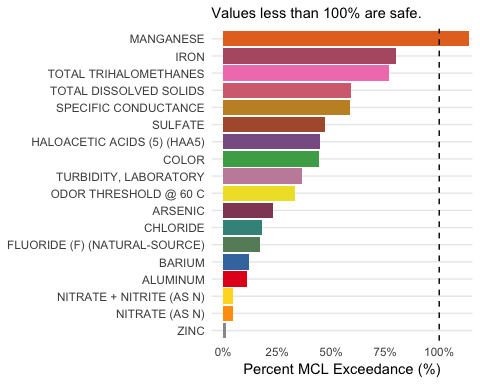 Values less than 100% are safe.
MANGANESE
IRON
TOTAL TRIHALOMETHANES
TOTAL DISSOLVED SOLIDS
SPECIFIC CONDUCTANCE
SULFATE
HALOACETIC ACIDS (5) (HAA5)
COLOR
TURBIDITY, LABORATORY
ODOR THRESHOLD @ 60 C
ARSENIC
CHLORIDE
FLUORIDE (F) (NATURAL-SOURCE)
BARIUM
ALUMINUM
NITRATE + NITRITE (AS N)
NITRATE (AS N)
ZINC
0% 25% 50% 75% 100%
Percent MCL Exceedance (%)